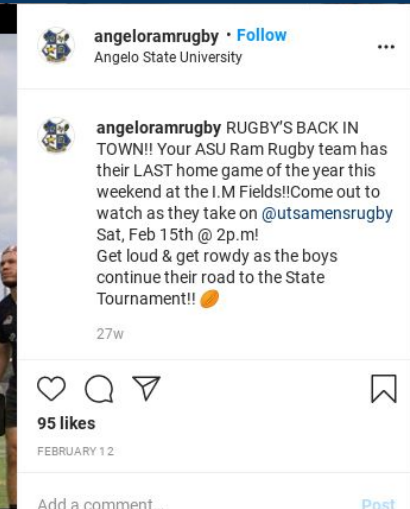 angeloramrugby • Follow
Angelo State University
angeloramrugby RUGBY'S BACK IN
TOWN!! Your ASU Ram Rugby team has
their LAST home game of the year this
weekend at the I.M Fields!!Come out to
watch as they take on @utsamensrugby
Sat, Feb 15th @ 2p.m!
Get loud & get rowdy as the boys
continue their road to the State
Tournament!! 🏉
27w
95 likes
FEBRUARY 12
Add a comment...
Post